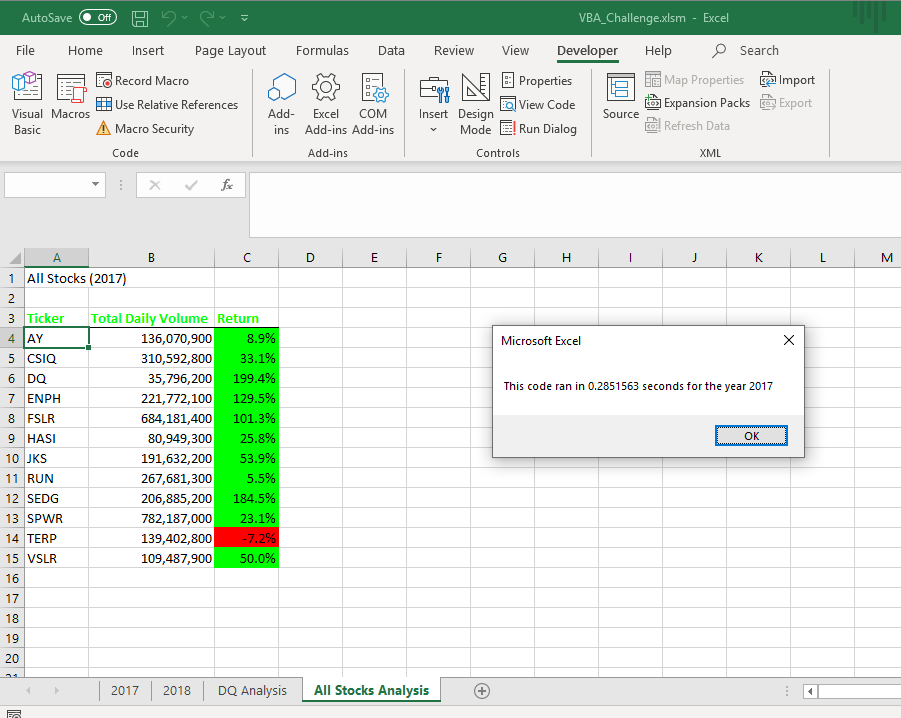 AutoSave Off VBA_Challenge.xlsm - Excel
File Home Insert Page Layout Formulas Data Review View Developer Help Search
Visual Basic
Macros
Record Macro
Use Relative References
Macro Security
Code
Add-ins
Excel Add-ins
COM Add-ins
Add-ins
Insert
Design Mode
Properties
View Code
Run Dialog
Controls
Source
Map Properties
Expansion Packs
Refresh Data
Import
Export
XML
fx
A B C D E F G H I J K L M
1 All Stocks (2017)
2
3 Ticker Total Daily Volume Return
4 AY 136,070,900 8.9%
5 CSIQ 310,592,800 33.1%
6 DQ 35,796,200 199.4%
7 ENPH 221,772,100 129.5%
8 FSLR 684,181,400 101.3%
9 HASI 80,949,300 25.8%
10 JKS 191,632,200 53.9%
11 RUN 267,681,300 5.5%
12 SEDG 206,885,200 184.5%
13 SPWR 782,187,000 23.1%
14 TERP 139,402,800 -7.2%
15 VSLR 109,487,900 50.0%
16
17
18
19
20
21
Microsoft Excel
This code ran in 0.2851563 seconds for the year 2017
OK
2017 2018 DQ Analysis All Stocks Analysis